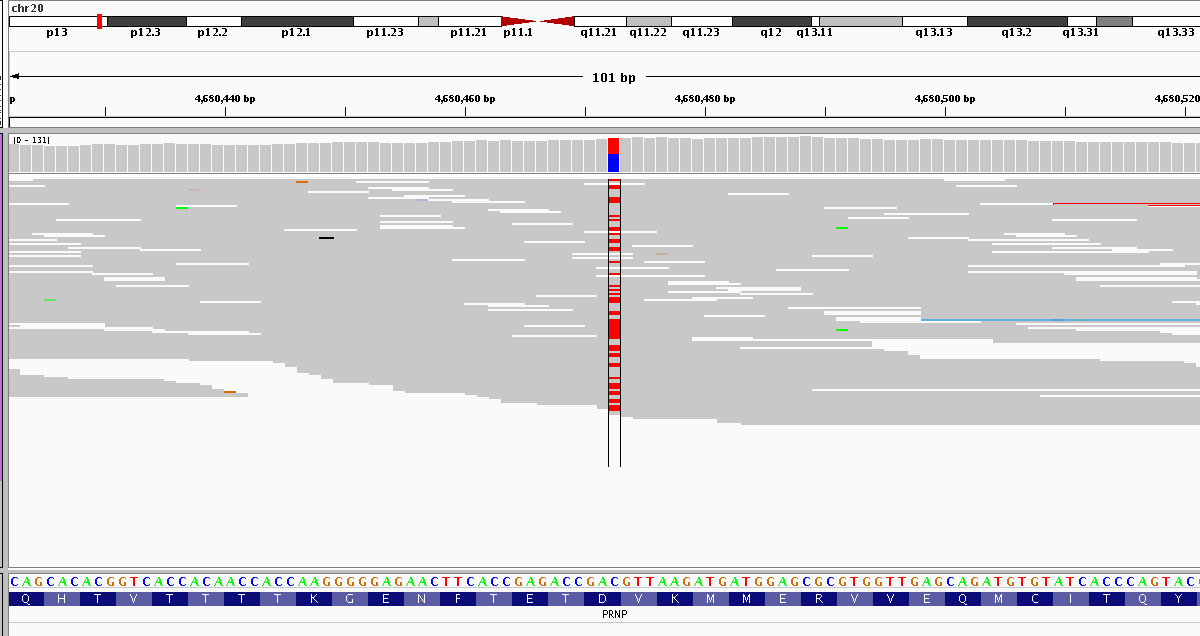 chr20
p13 p12.3 p12.2 p12.1 p11.23 p11.21 p11.1 q11.21 q11.22 q11.23 q12 q13.11 q13.13 q13.2 q13.31 q13.33
101 bp
p 4,680,440 bp 4,680,460 bp 4,680,480 bp 4,680,500 bp 4,680,520
[0 - 131]
CAGCACACGGTCACCACAACCACCAAGGGGGAGAACTTCACCGAGACCGACGTTAAGATGATGGAGCGCGTGGTTGAGCAGATGTGTATCACCCAGTAC
Q H T V T T T T K G E N F T E T D V K M M E R V V E Q M C I T Q Y
PRNP